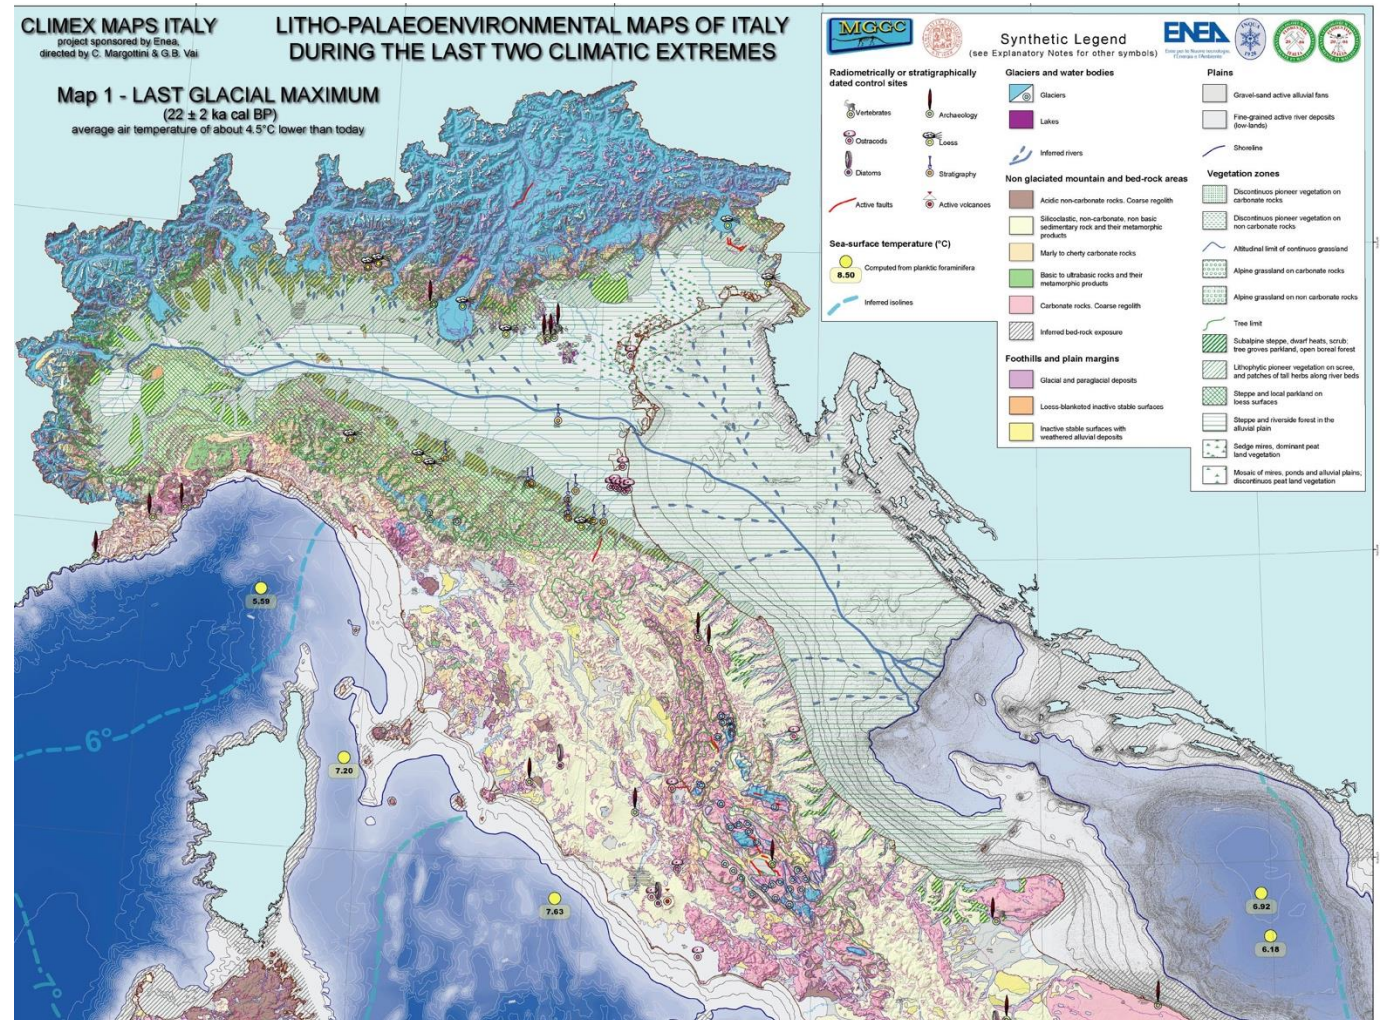 CLIMEX MAPS ITALY
project sponsored by Enea,
directed by C. Margottini & G.B. Vai
LITHO-PALAEOENVIRONMENTAL MAPS OF ITALY
DURING THE LAST TWO CLIMATIC EXTREMES
Map 1 - LAST GLACIAL MAXIMUM
(22 ± 2 ka cal BP)
average air temperature of about 4.5°C lower than today
MGGC
Synthetic Legend
(see Explanatory Notes for other symbols)
ENEA
Radiometrically or stratigraphically
dated control sites
Vertebrates
Archaeology
Ostracods
Loess
Diatoms
Stratigraphy
Active faults
Active volcanoes
Sea-surface temperature (°C)
8.50
Computed from planktic foraminifera
Inferred isolines
Glaciers and water bodies
Glaciers
Lakes
Inferred rivers
Non glaciated mountain and bed-rock areas
Acidic non-carbonate rocks. Coarse regolith
Silicoclastic, non-carbonate, non basic
sedimentary rock and their metamorphic
products
Marly to cherty carbonate rocks
Basic to ultrabasic rocks and their
metamorphic products
Carbonate rocks. Coarse regolith
Inferred bed-rock exposure
Foothills and plain margins
Glacial and paraglacial deposits
Loess-blanketed inactive stable surfaces
Inactive stable surfaces with
weathered alluvial deposits
Plains
Gravel-sand active alluvial fans
Fine-grained active river deposits
(low-lands)
Shoreline
Vegetation zones
Discontinuos pioneer vegetation on
carbonate rocks
Discontinuos pioneer vegetation on
non carbonate rocks
Altitudinal limit of continuos grassland
Alpine grassland on carbonate rocks
Alpine grassland on non carbonate rocks
Tree limit
Subalpine steppe, dwarf heats, scrub;
tree groves parkland, open boreal forest
Lithophytic pioneer vegetation on scree,
and patches of tall herbs along river beds
Steppe and local parkland on
loess surfaces
Steppe and riverside forest in the
alluvial plain
Sedge mires, dominant peat
land vegetation
Mosaic of mires, ponds and alluvial plains;
discontinuos peat land vegetation
5.59
6°
7.20
7.63
7°
6.92
6.18